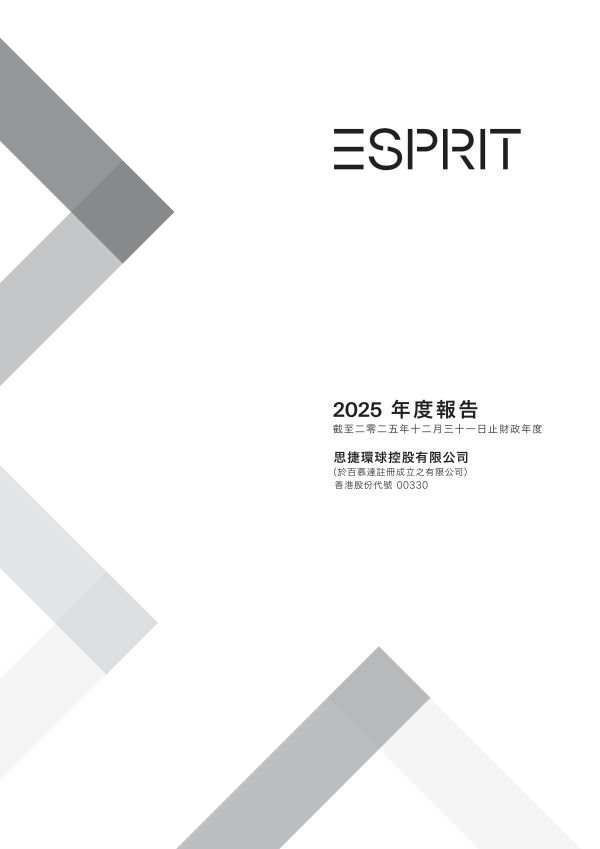 ESPRIT
2025 年度報告
截至二零二五年十二月三十一日止財政年度
思捷環球控股有限公司
(於百慕達註冊成立之有限公司)
香港股份代號 00330